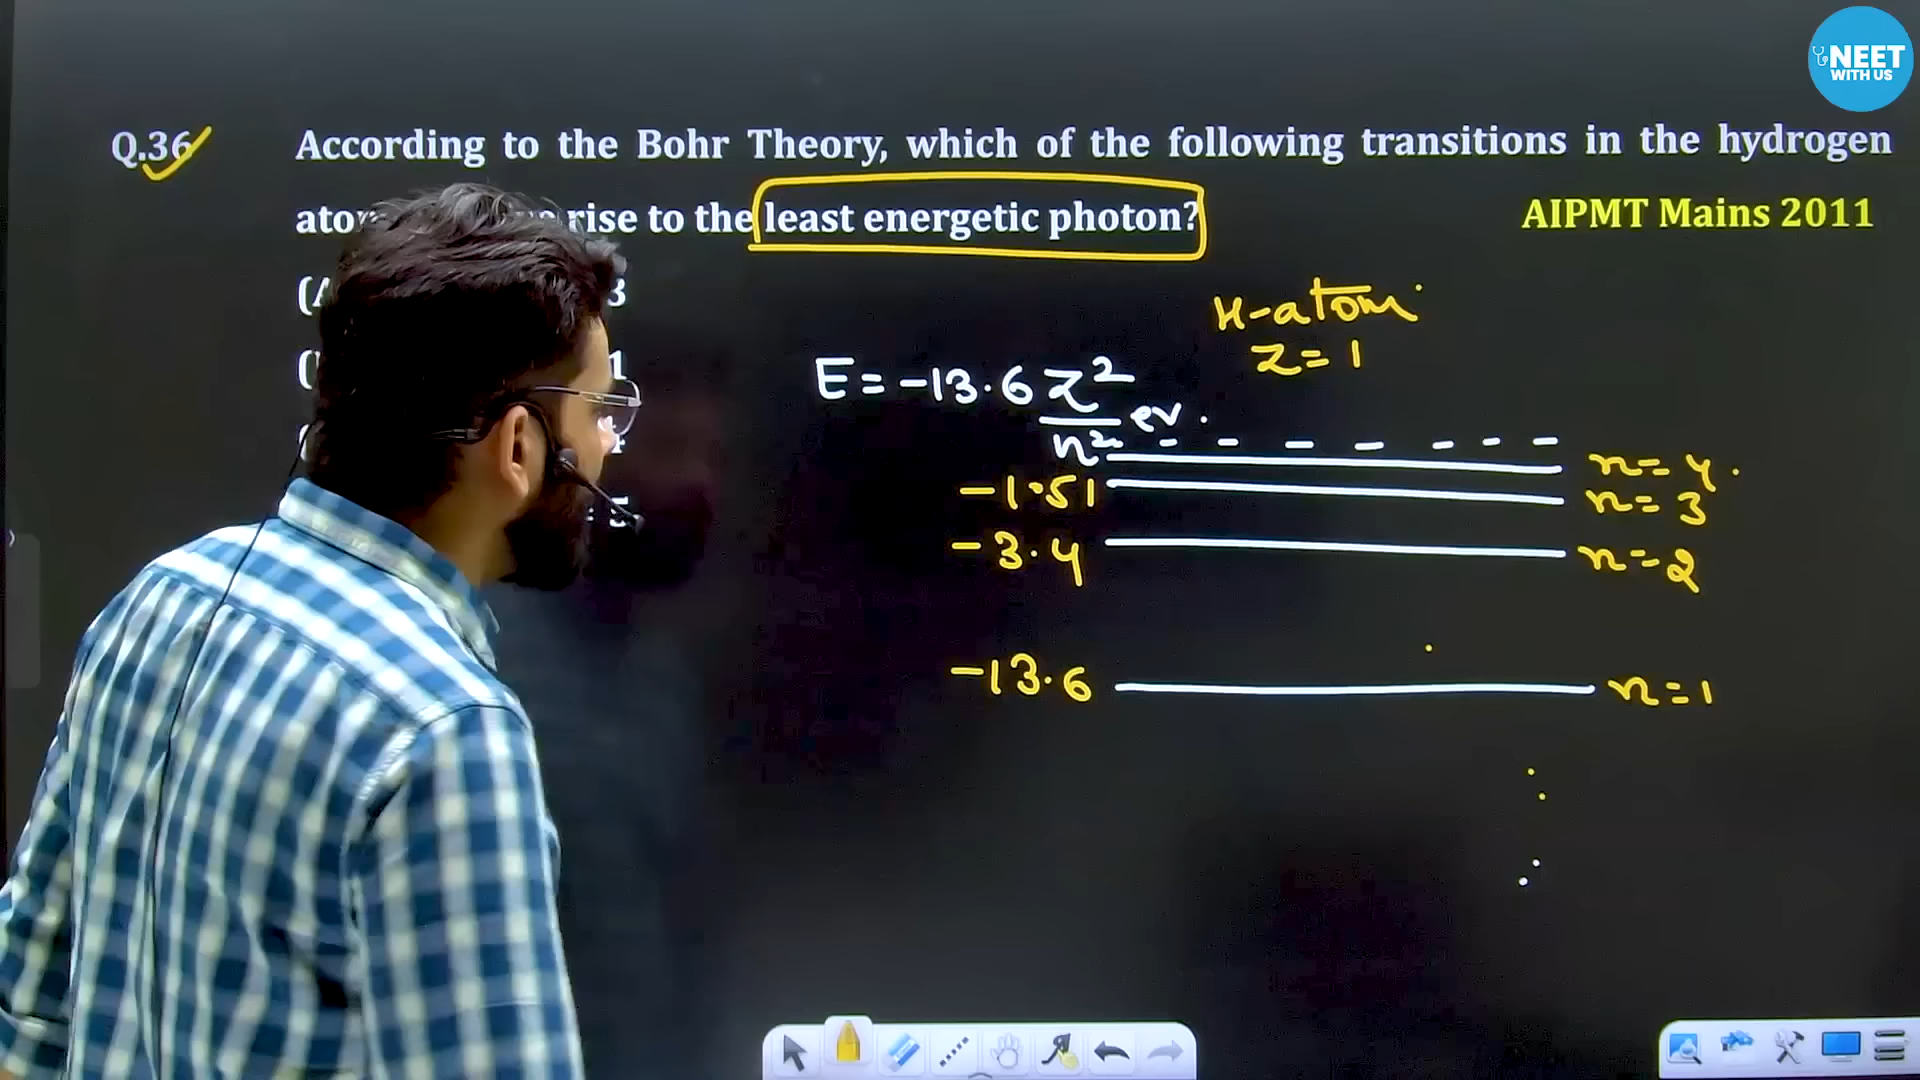 NEET
WITH US
Q.36 According to the Bohr Theory, which of the following transitions in the hydrogen
rise to the least energetic photon? AIPMT Mains 2011
3
1
H-atom
Z=1
E=-13.6 Z²
n² ev.
n=4
-1.51 n=3
-3.4 n=2
-13.6 n=1